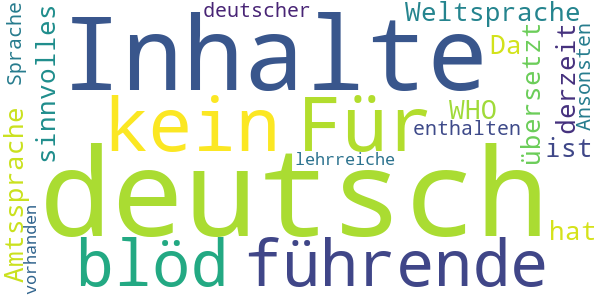 deutscher
Weltsprache
Sprache
sinnvolles
Inhalte
Da
übersetzt
derzeit
Ansonsten
kein
Für
WHO
enthalten
ist
lehrreiche
Amtssprache
deutsch
vorhanden
hat
blöd
führende